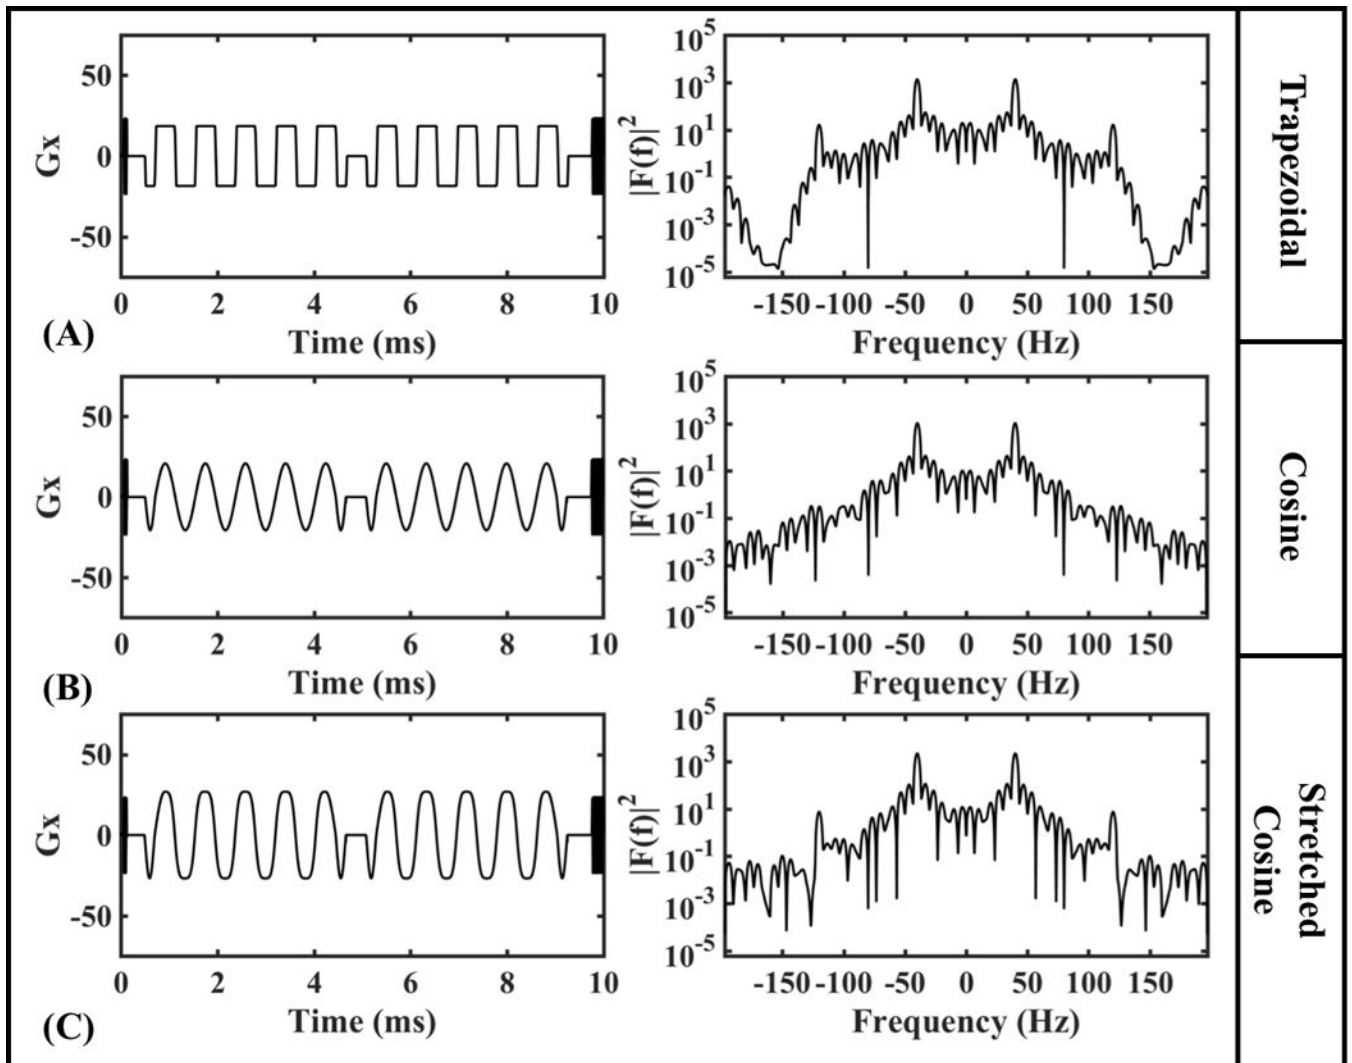 50
0
-50
Gx
0 2 4 6 8 10
Time (ms)
(A)
10^5
10^3
10^1
10^-1
10^-3
10^-5
|F(f)|^2
-150 -100 -50 0 50 100 150
Frequency (Hz)
Trapezoidal
50
0
-50
Gx
0 2 4 6 8 10
Time (ms)
(B)
10^5
10^3
10^1
10^-1
10^-3
10^-5
|F(f)|^2
-150 -100 -50 0 50 100 150
Frequency (Hz)
Cosine
50
0
-50
Gx
0 2 4 6 8 10
Time (ms)
(C)
10^5
10^3
10^1
10^-1
10^-3
10^-5
|F(f)|^2
-150 -100 -50 0 50 100 150
Frequency (Hz)
Stretched
Cosine